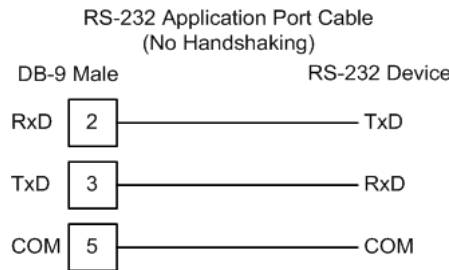 RS-232 Application Port Cable
(No Handshaking)
DB-9 Male RS-232 Device
RxD 2 TxD
TxD 3 RxD
COM 5 COM